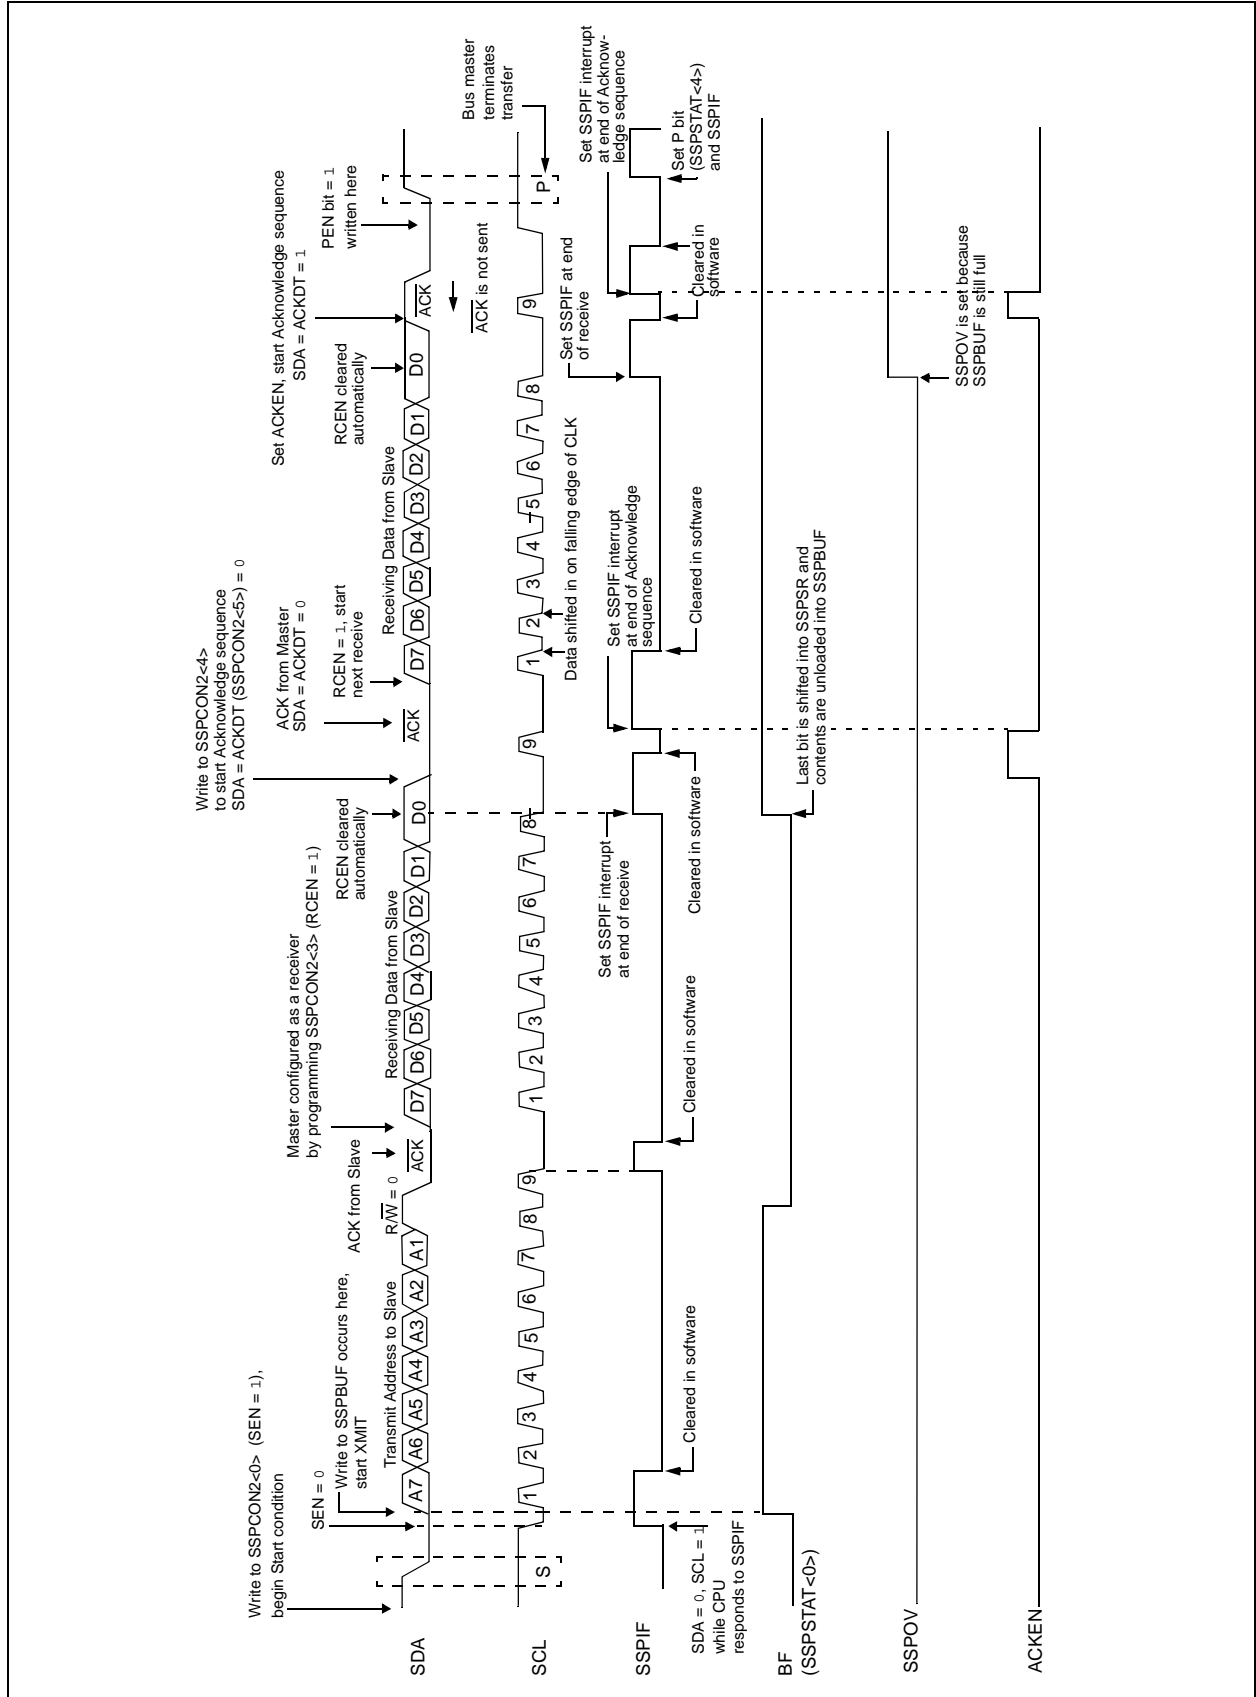 Write to SSPCON2<0> (SEN = 1),
begin Start condition
SEN = 0
Write to SSPBUF occurs here,
start XMIT
Transmit Address to Slave
R/W = 0
ACK from Slave
Master configured as a receiver
by programming SSPCON2<3> (RCEN = 1)
Receiving Data from Slave
RCEN cleared
automatically
Write to SSPCON2<4>
to start Acknowledge sequence
SDA = ACKDT (SSPCON2<5>) = 0
ACK from Master
SDA = ACKDT = 0
RCEN = 1, start
next receive
Receiving Data from Slave
RCEN cleared
automatically
Set ACKEN, start Acknowledge sequence
SDA = ACKDT = 1
PEN bit = 1
written here
SDA
A7 A6 A5 A4 A3 A2 A1
ACK
D7 D6 D5 D4 D3 D2 D1 D0
ACK
D7 D6 D5 D4 D3 D2 D1 D0
ACK
ACK is not sent
Bus master
terminates
transfer
SCL
S
1 2 3 4 5 6 7 8 9
1 2 3 4 5 6 7 8 9
1 2 3 4 5 6 7 8 9
P
Data shifted in on falling edge of CLK
SSPIF
SDA = 0, SCL = 1
while CPU
responds to SSPIF
Cleared in software
Cleared in software
Set SSPIF interrupt
at end of receive
Cleared in software
Set SSPIF interrupt
at end of Acknowledge
sequence
Cleared in software
Set SSPIF at end
of receive
Cleared in
software
Set SSPIF interrupt
at end of Acknow-
ledge sequence
Set P bit
(SSPSTAT<4>)
and SSPIF
BF
(SSPSTAT<0>)
Last bit is shifted into SSPSR and
contents are unloaded into SSPBUF
SSPOV
SSPOV is set because
SSPBUF is still full
ACKEN